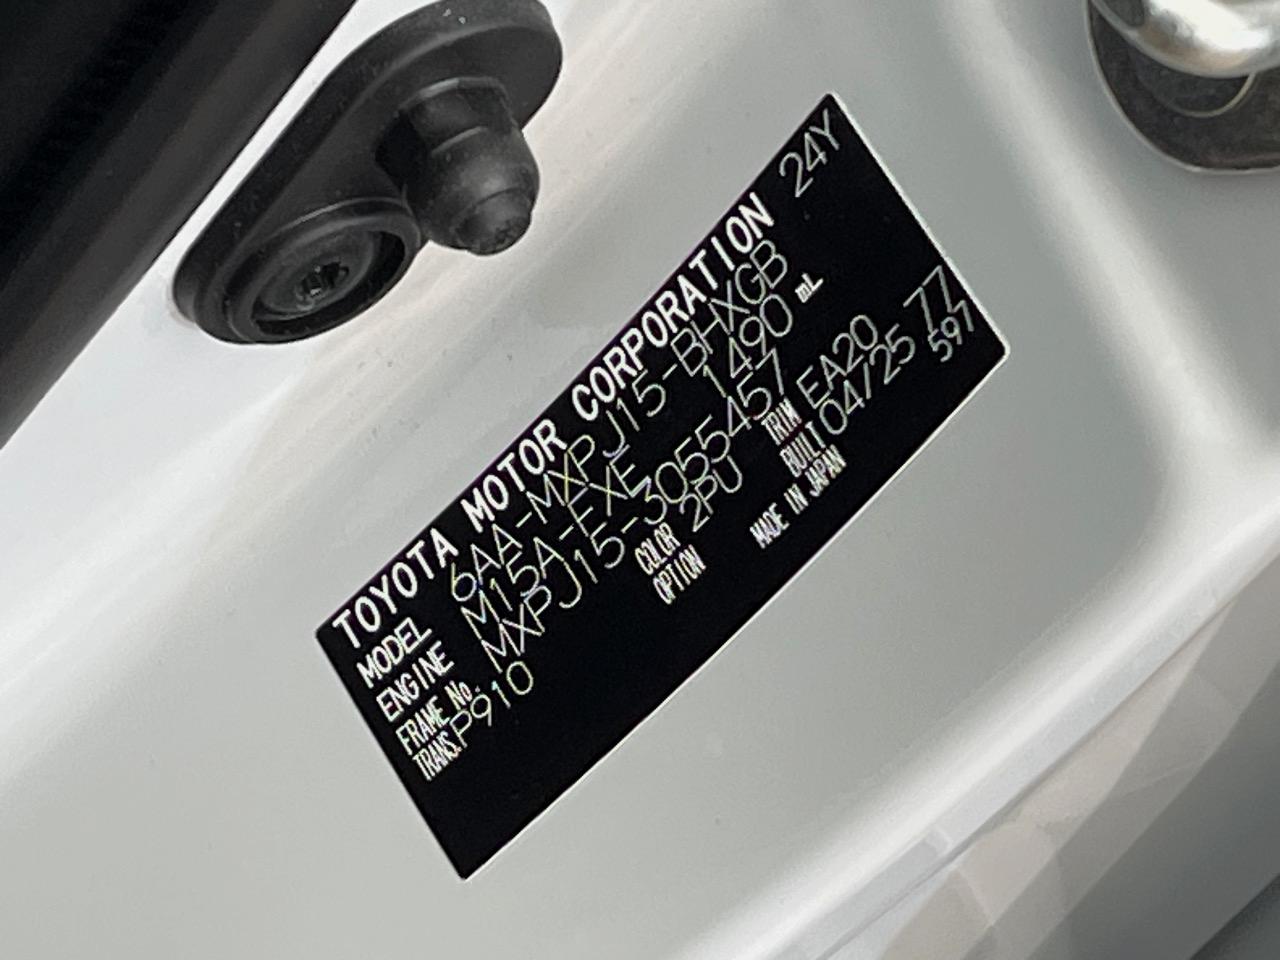 TOYOTA MOTOR CORPORATION 24Y
MODEL 6AA-MXPJ15-BHXGB
ENGINE M15A-FXE 1490 mL
FRAME No. MXPJ15-3055457
TRANS. P910 COLOR 2PU TRIM EA20 77
OPTION BUILT 04/25 597
MADE IN JAPAN